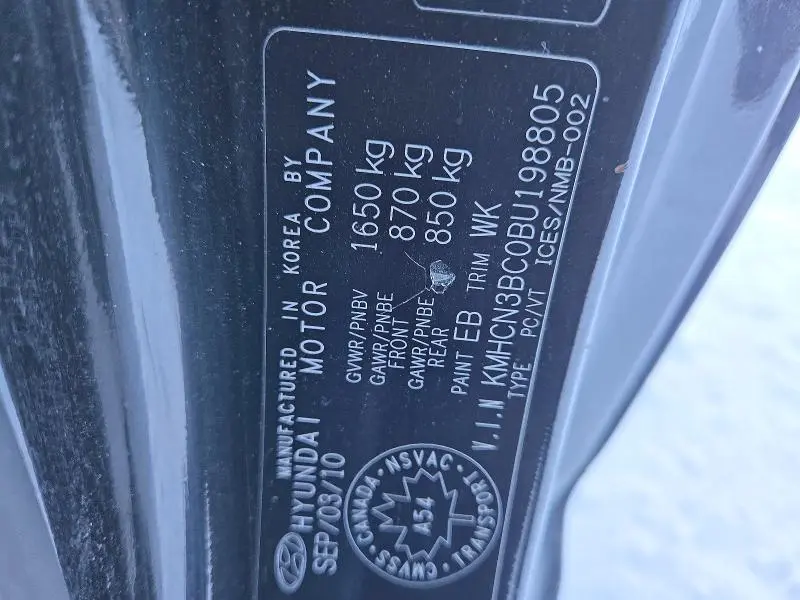 MANUFACTURED IN KOREA BY
HYUNDAI MOTOR COMPANY
SEP/03/10
GVWR/PNBV 1650 kg
GAWR/PNBE FRONT 870 kg
GAWR/PNBE REAR 850 kg
PAINT EB TRIM WK
V.I.N KMHCN3BC0BU198805
TYPE PC/VT ICES/NMB-002
CANADA · NSVAC · TRANSPORT · CMVSS ·
A54